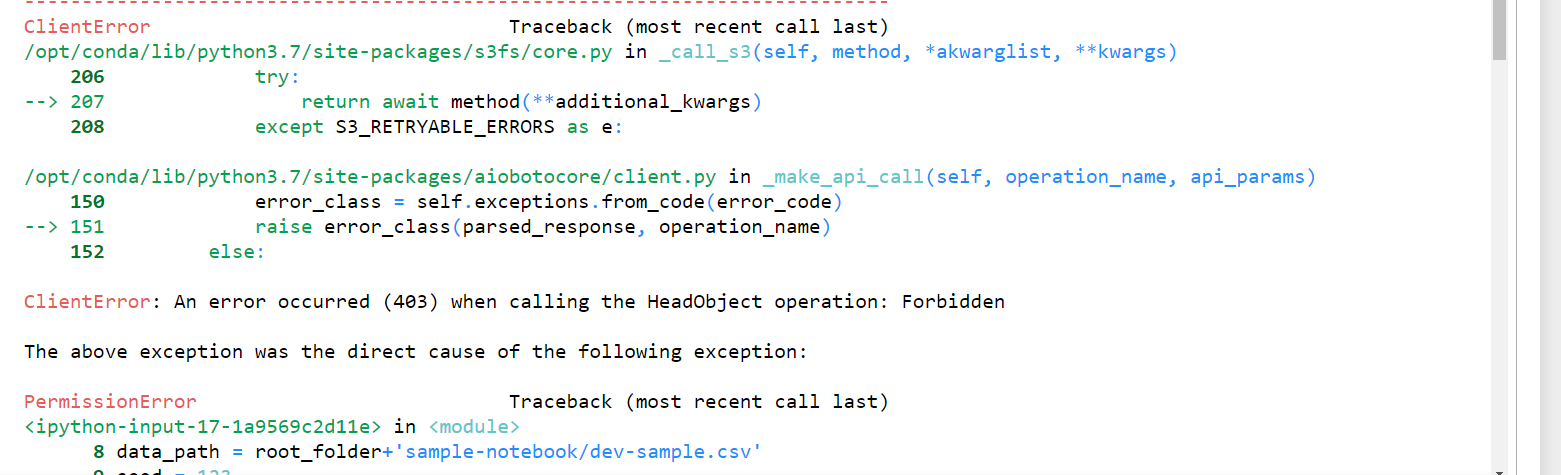 ---------------------------------------------------------------------------
ClientError                               Traceback (most recent call last)
/opt/conda/lib/python3.7/site-packages/s3fs/core.py in _call_s3(self, method, *akwarglist, **kwargs)
    206             try:
--> 207                 return await method(**additional_kwargs)
    208             except S3_RETRYABLE_ERRORS as e:
/opt/conda/lib/python3.7/site-packages/aiobotocore/client.py in _make_api_call(self, operation_name, api_params)
    150             error_class = self.exceptions.from_code(error_code)
--> 151             raise error_class(parsed_response, operation_name)
    152         else:
ClientError: An error occurred (403) when calling the HeadObject operation: Forbidden
The above exception was the direct cause of the following exception:
PermissionError                           Traceback (most recent call last)
<ipython-input-17-1a9569c2d11e> in <module>
      8 data_path = root_folder+'sample-notebook/dev-sample.csv'